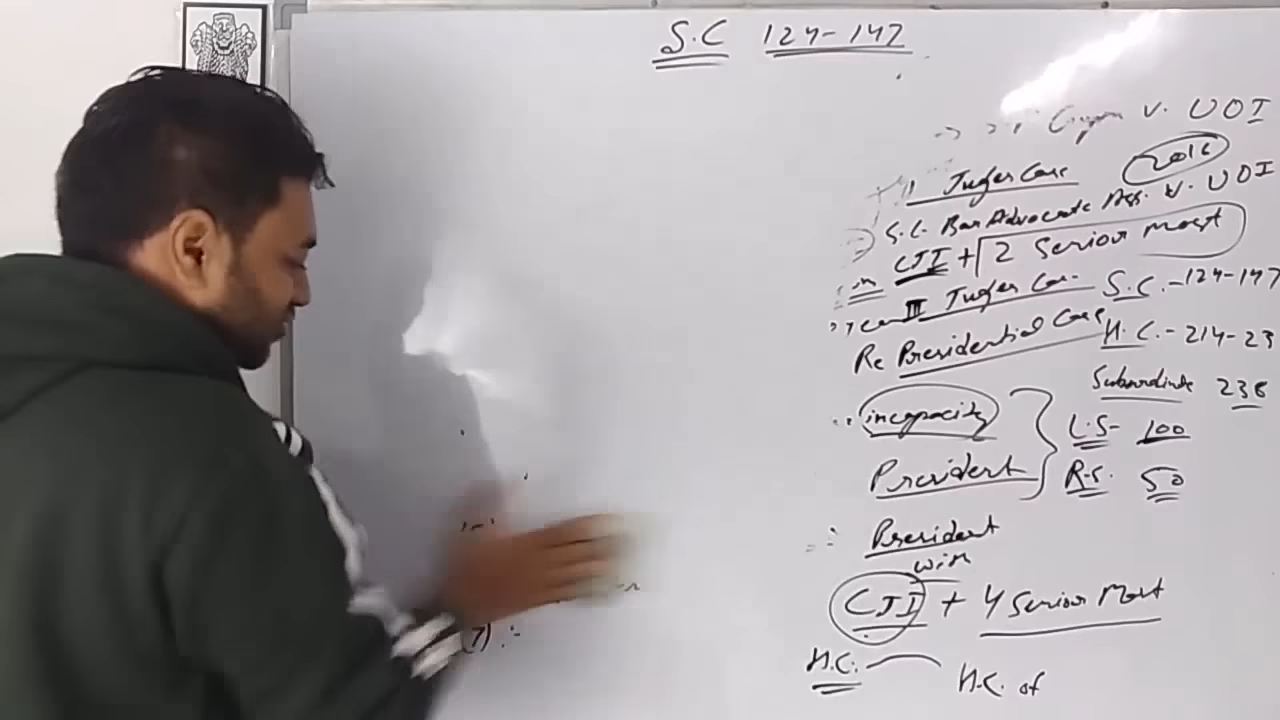 S.C 124-147
V. UOI
II Judges Case 2016
S.C. Bar Advocate Ass. V. UOI
in CJI + 2 Senior most
III Judges Case S.C. - 124-147
Re Presidential Case H.C. - 214-23
Subordinate 238
incapacity L.S- 100
President R.S. 50
President
with
CJI + 4 Senior Most
H.C. H.C. of
(7) :-